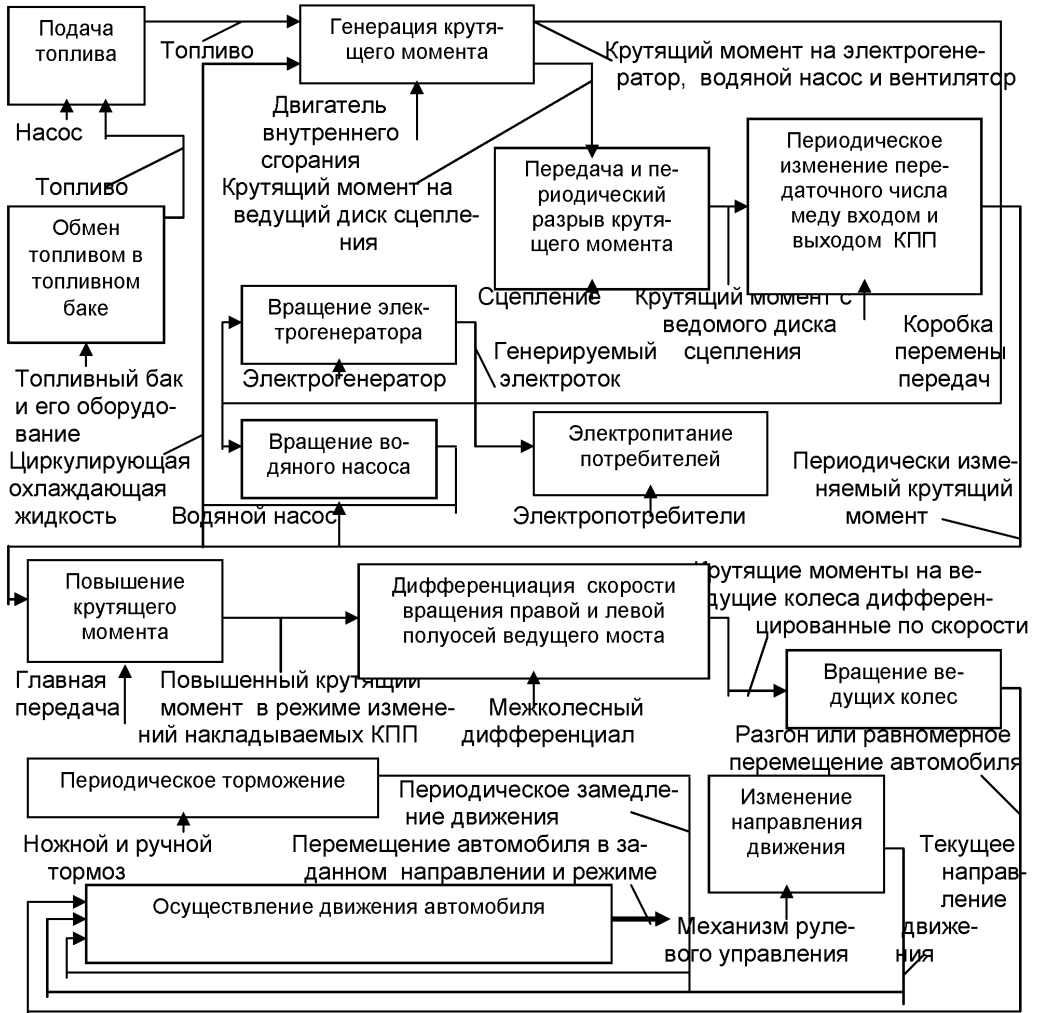 Подача
топлива
Топливо
Генерация крутя-
щего момента
Крутящий момент на электрогене-
ратор, водяной насос и вентилятор
Насос
Двигатель
внутреннего
сгорания
Топливо
Крутящий момент на
ведущий диск сцепле-
ния
Передача и пе-
риодический
разрыв крутя-
щего момента
Периодическое
изменение пере-
даточного числа
меду входом и
выходом КПП
Обмен
топливом в
топливном
баке
Сцепление
Крутящий момент с
ведомого диска
сцепления
Коробка
перемены
передач
Вращение элек-
трогенератора
Генерируемый
электроток
Электрогенератор
Топливный бак
и его оборудо-
вание
Циркулирующая
охлаждающая
жидкость
Вращение во-
дяного насоса
Водяной насос
Электропитание
потребителей
Электропотребители
Периодически изме-
няемый крутящий
момент
Повышение
крутящего
момента
Дифференциация скорости
вращения правой и левой
полуосей ведущего моста
Крутящие моменты на ве-
дущие колеса дифферен-
цированные по скорости
Главная
передача
Повышенный крутящий
момент в режиме измене-
ний накладываемых КПП
Межколесный
дифференциал
Вращение ве-
дущих колес
Разгон или равномерное
перемещение автомобиля
Периодическое торможение
Периодическое замедле-
ние движения
Изменение
направления
движения
Ножной и ручной
тормоз
Перемещение автомобиля в за-
данном направлении и режиме
Текущее
направ-
ление
движе-
ния
Осуществление движения автомобиля
Механизм руле-
вого управления